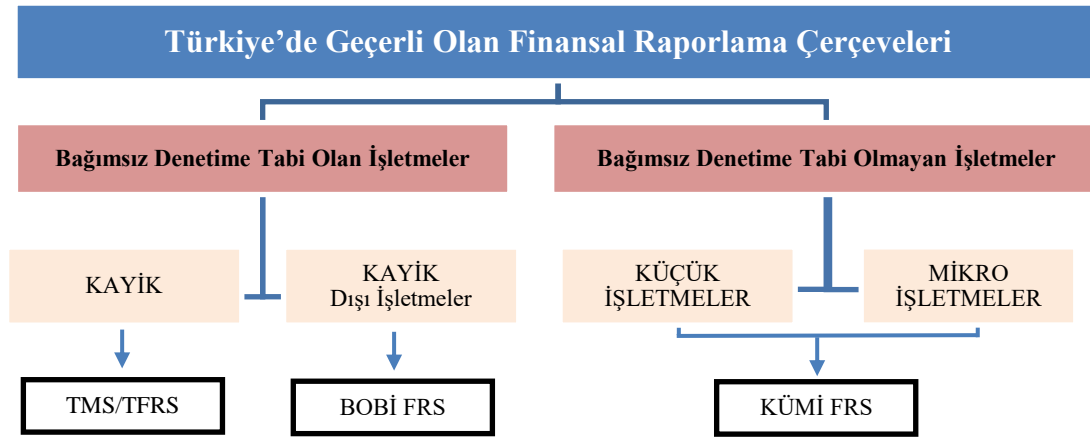 Türkiye’de Geçerli Olan Finansal Raporlama Çerçeveleri
Bağımsız Denetime Tabi Olan İşletmeler
Bağımsız Denetime Tabi Olmayan İşletmeler
KAYİK
KAYİK
Dışı İşletmeler
KÜÇÜK
İŞLETMELER
MİKRO
İŞLETMELER
TMS/TFRS
BOBİ FRS
KÜMİ FRS